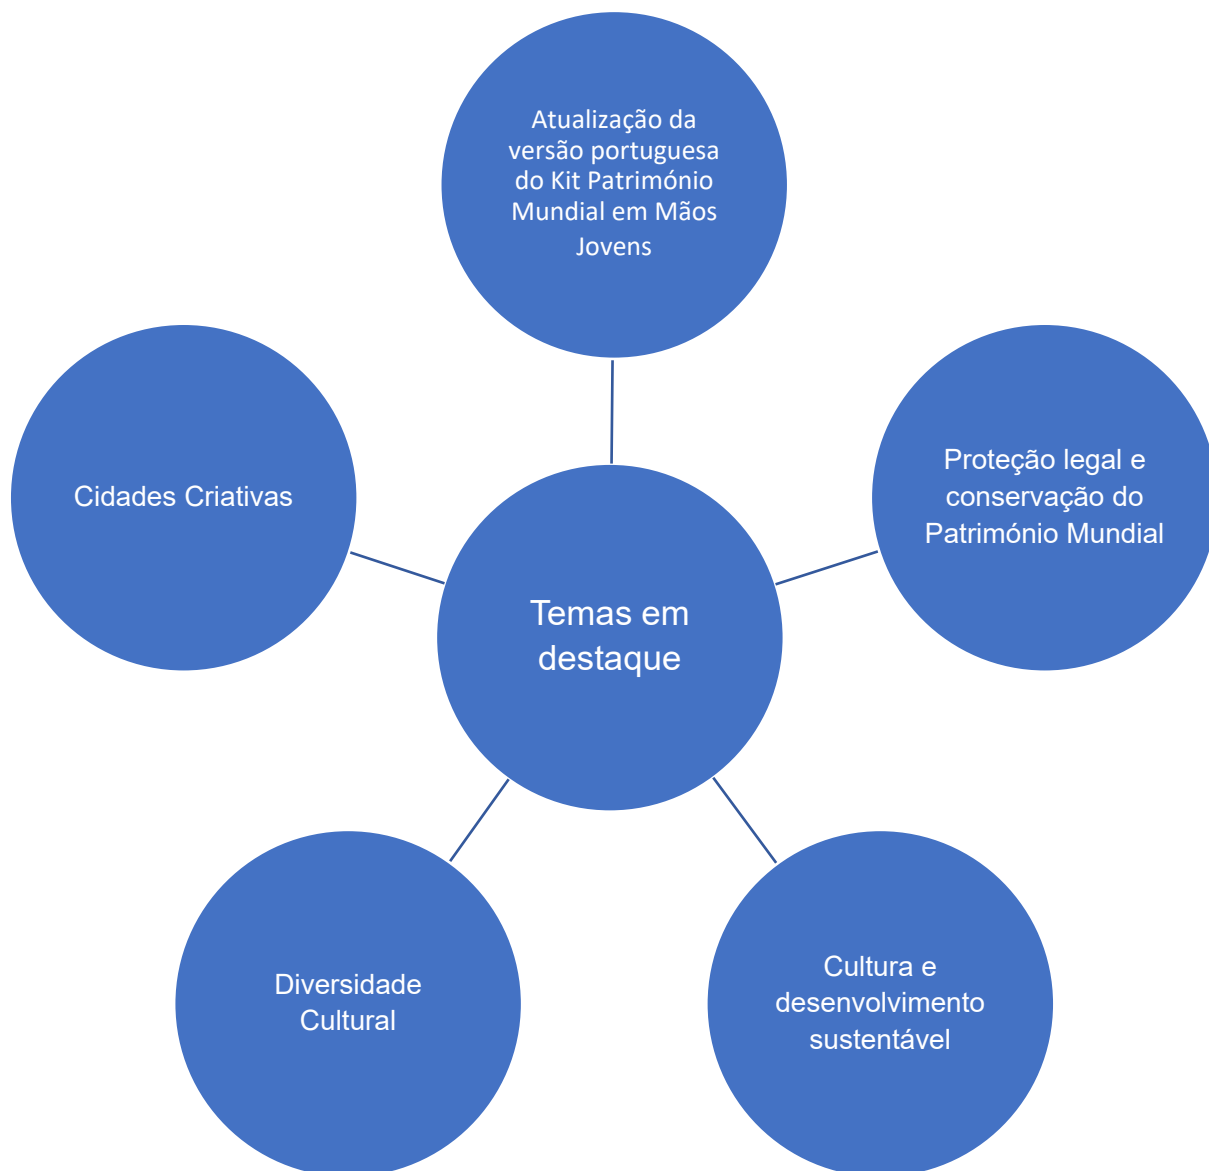 Atualização da
versão portuguesa
do Kit Património
Mundial em Mãos
Jovens
Cidades Criativas
Proteção legal e
conservação do
Património Mundial
Temas em
destaque
Diversidade
Cultural
Cultura e
desenvolvimento
sustentável